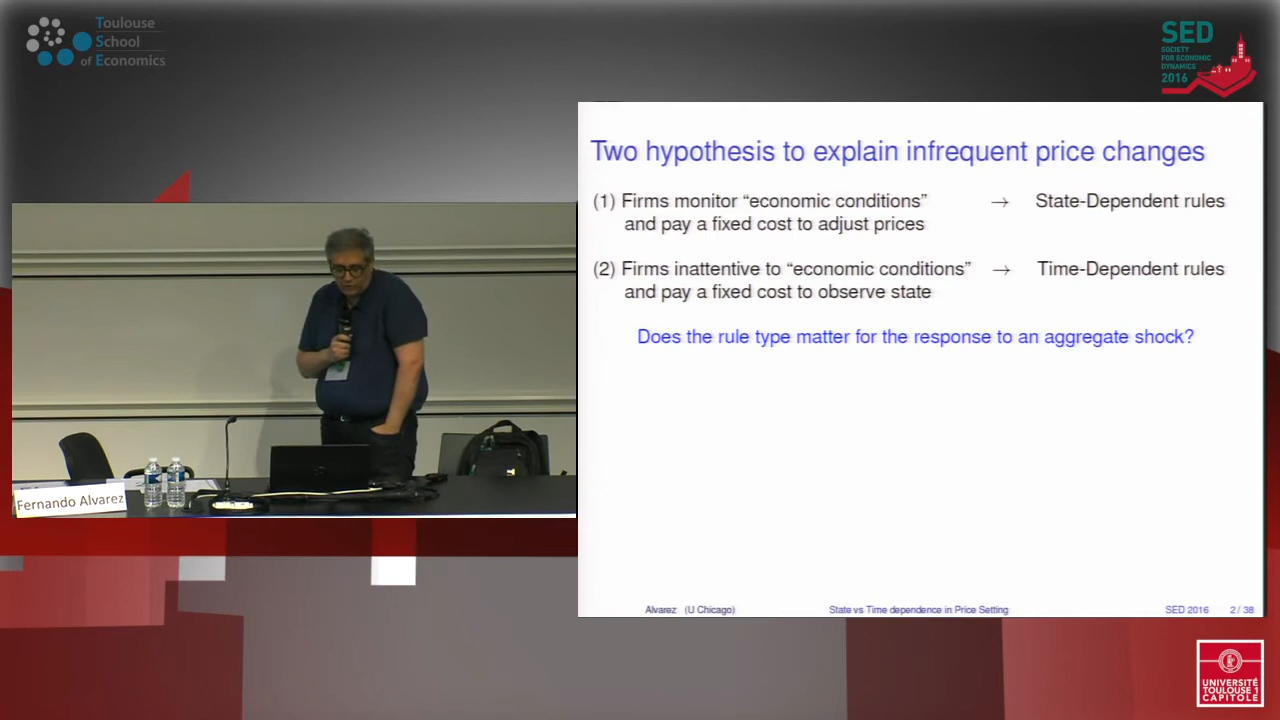 Toulouse
School
of Economics
SED
SOCIETY
FOR ECONOMIC
DYNAMICS
2016
Two hypothesis to explain infrequent price changes
(1) Firms monitor “economic conditions” → State-Dependent rules
and pay a fixed cost to adjust prices
(2) Firms inattentive to “economic conditions” → Time-Dependent rules
and pay a fixed cost to observe state
Does the rule type matter for the response to an aggregate shock?
Fernando Alvarez
Alvarez (U Chicago) State vs Time dependence in Price Setting SED 2016 2 / 38
UNIVERSITÉ
TOULOUSE 1
CAPITOLE